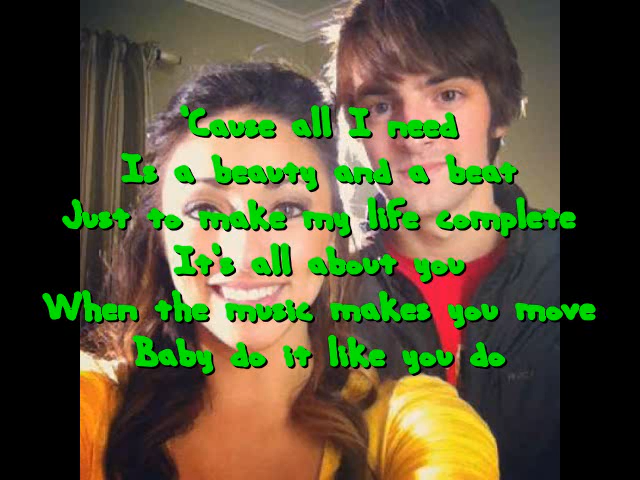 'Cause all I need
Is a beauty and a beat
Just to make my life complete
It's all about you
When the music makes you move
Baby do it like you do